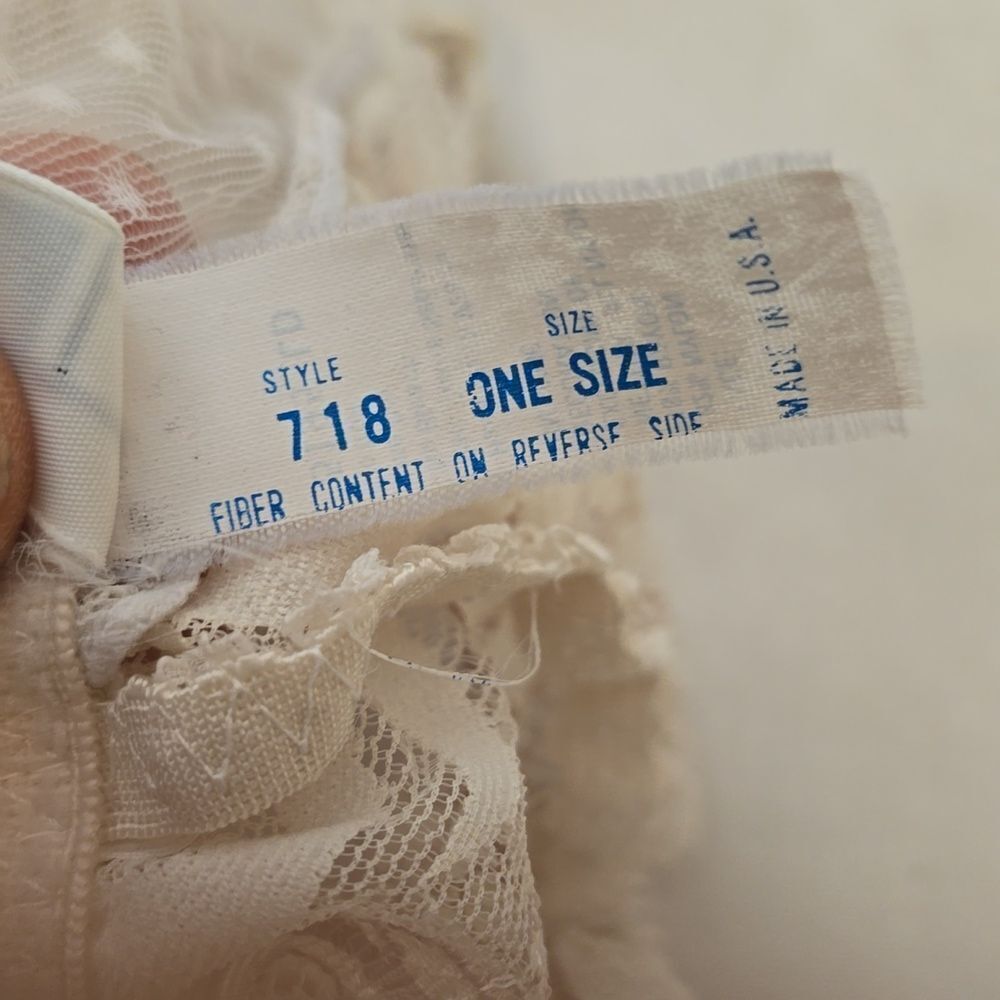 STYLE
718
SIZE
ONE SIZE
FIBER CONTENT ON REVERSE SIDE
MADE IN U.S.A.